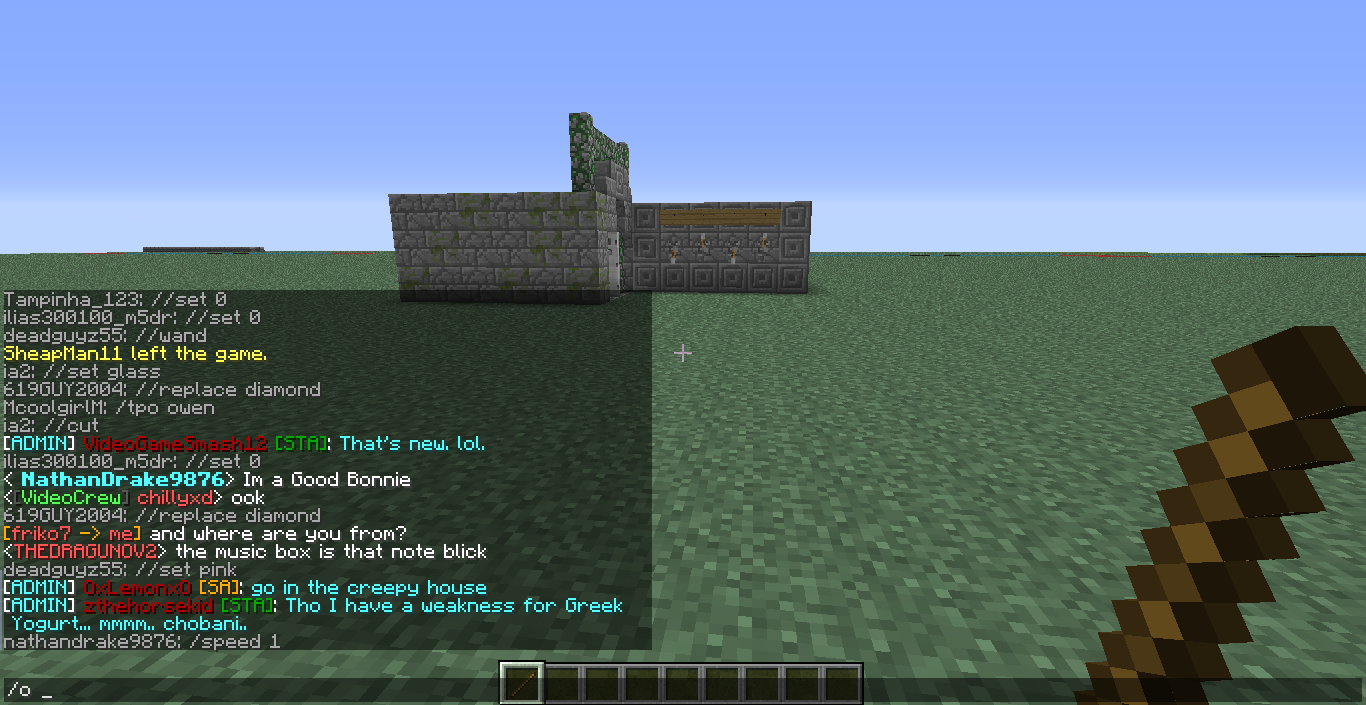 Tampinha_123: //set 0
ilias300100_m5dr: //set 0
deadguyz55: //wand
SheapMan11 left the game.
ia2: //set glass
619GUY2004: //replace diamond
McoolgirlM: /tpo owen
ia2: //cut
[ADMIN] VideoGameSmash12 [STA]: That's new. lol.
ilias300100_m5dr: //set 0
< NathanDrake9876> Im a Good Bonnie
<[VideoCrew] chillyxd> ook
619GUY2004: //replace diamond
[friko7 -> me] and where are you from?
<THEDRAGUNOV2> the music box is that note blick
deadguyz55: //set pink
[ADMIN] 0xLemonx0 [SA]: go in the creepy house
[ADMIN] zthehorsekid [STA]: Tho I have a weakness for Greek
Yogurt... mmmm.. chobani..
nathandrake9876: /speed 1
/o _